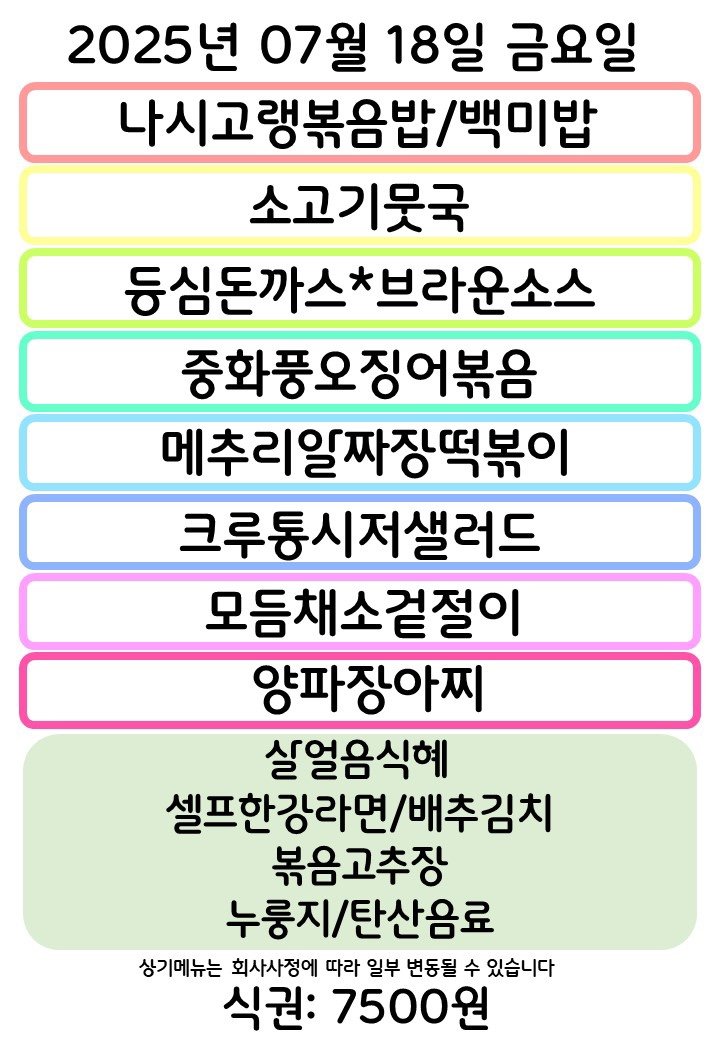 2025년 07월 18일 금요일
나시고랭볶음밥/백미밥
소고기뭇국
등심돈까스*브라운소스
중화풍오징어볶음
메추리알짜장떡볶이
크루통시저샐러드
모듬채소겉절이
양파장아찌
살얼음식혜
셀프한강라면/배추김치
볶음고추장
누룽지/탄산음료
상기메뉴는 회사사정에 따라 일부 변동될 수 있습니다
식권: 7500원